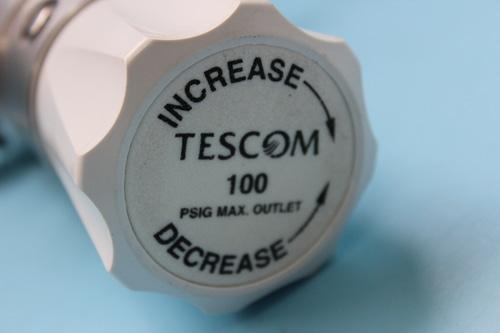 INCREASE
TESCOM
100
PSIG MAX. OUTLET
DECREASE